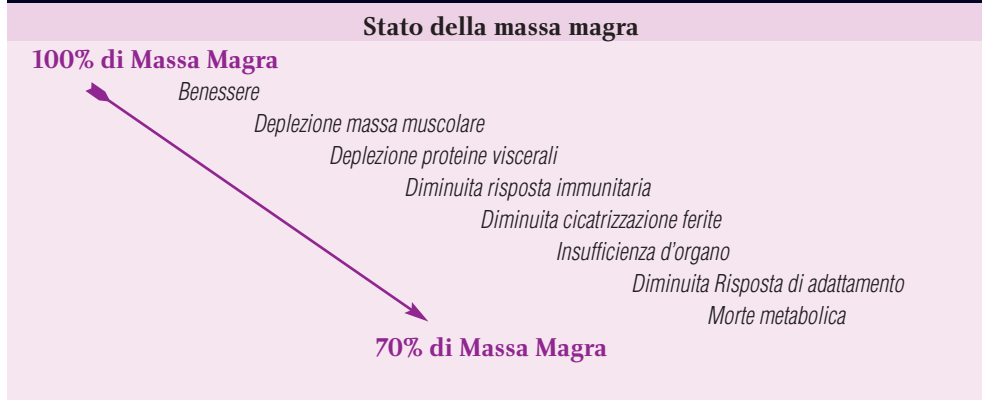 Stato della massa magra
100% di Massa Magra
Benessere
Deplezione massa muscolare
Deplezione proteine viscerali
Diminuita risposta immunitaria
Diminuita cicatrizzazione ferite
Insufficienza d'organo
Diminuita Risposta di adattamento
Morte metabolica
70% di Massa Magra